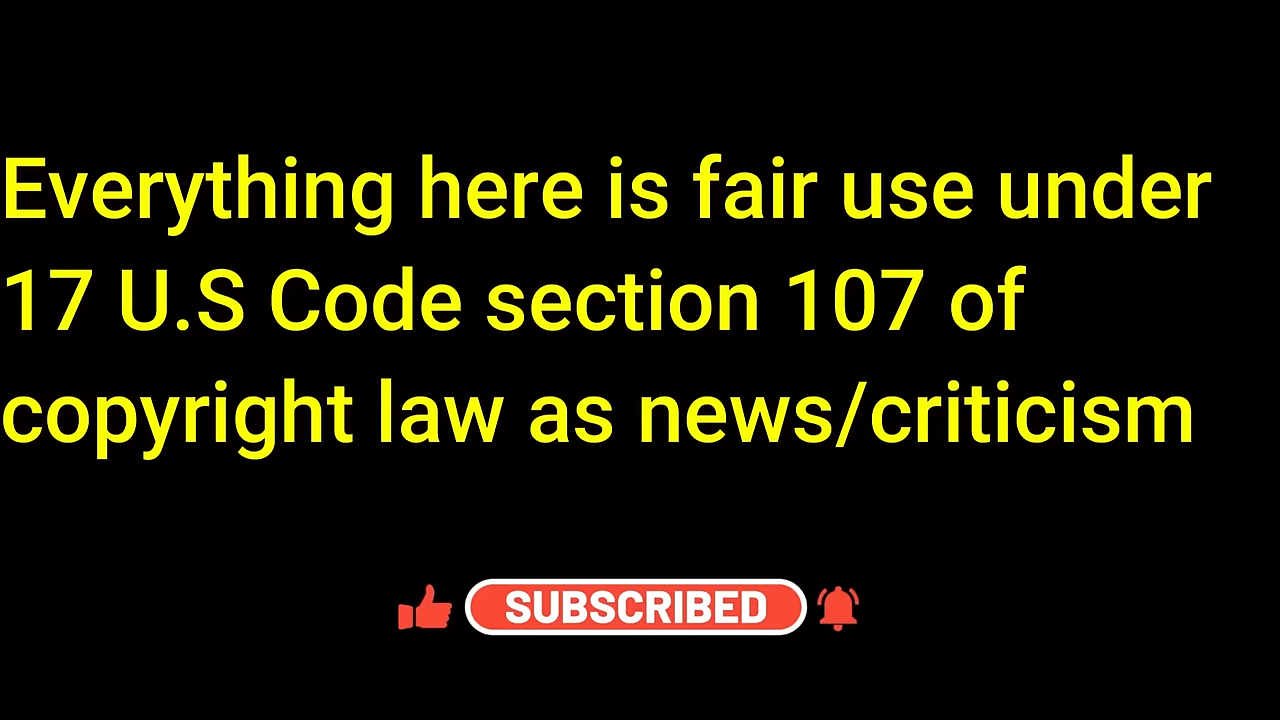 Everything here is fair use under
17 U.S Code section 107 of
copyright law as news/criticism
SUBSCRIBED